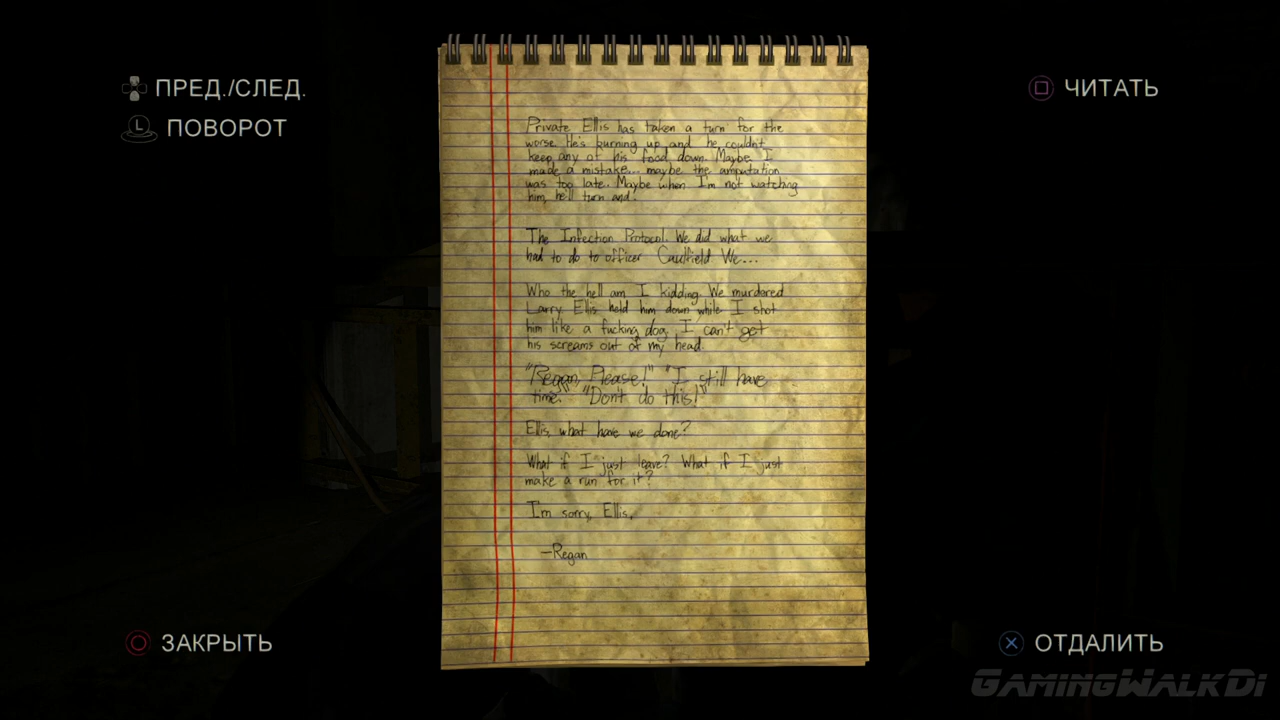 ПРЕД./СЛЕД.
L
ПОВОРОТ
ЧИТАТЬ
Private Ellis has taken a turn for the
worse. He's burning up and he couldn't
keep any of his food down. Maybe I
made a mistake... maybe the amputation
was too late.. Maybe when I'm not watching
him, he'll turn and.
The Infection Protocol. We did what we
had to do to officer Caulfield We...
Who the hell am I kidding. We murdered
Larry. Ellis held him down while I shot
him like a fucking dog. I can't get
his screams out of my head.
"Regan, Please!" "I still have
time." "Don't do this!"
Ellis, what have we done?
What if I just leave? What if I just
make a run for it?
I'm sorry, Ellis,
-Regan
ЗАКРЫТЬ
ОТДАЛИТЬ
GamingWalkDi